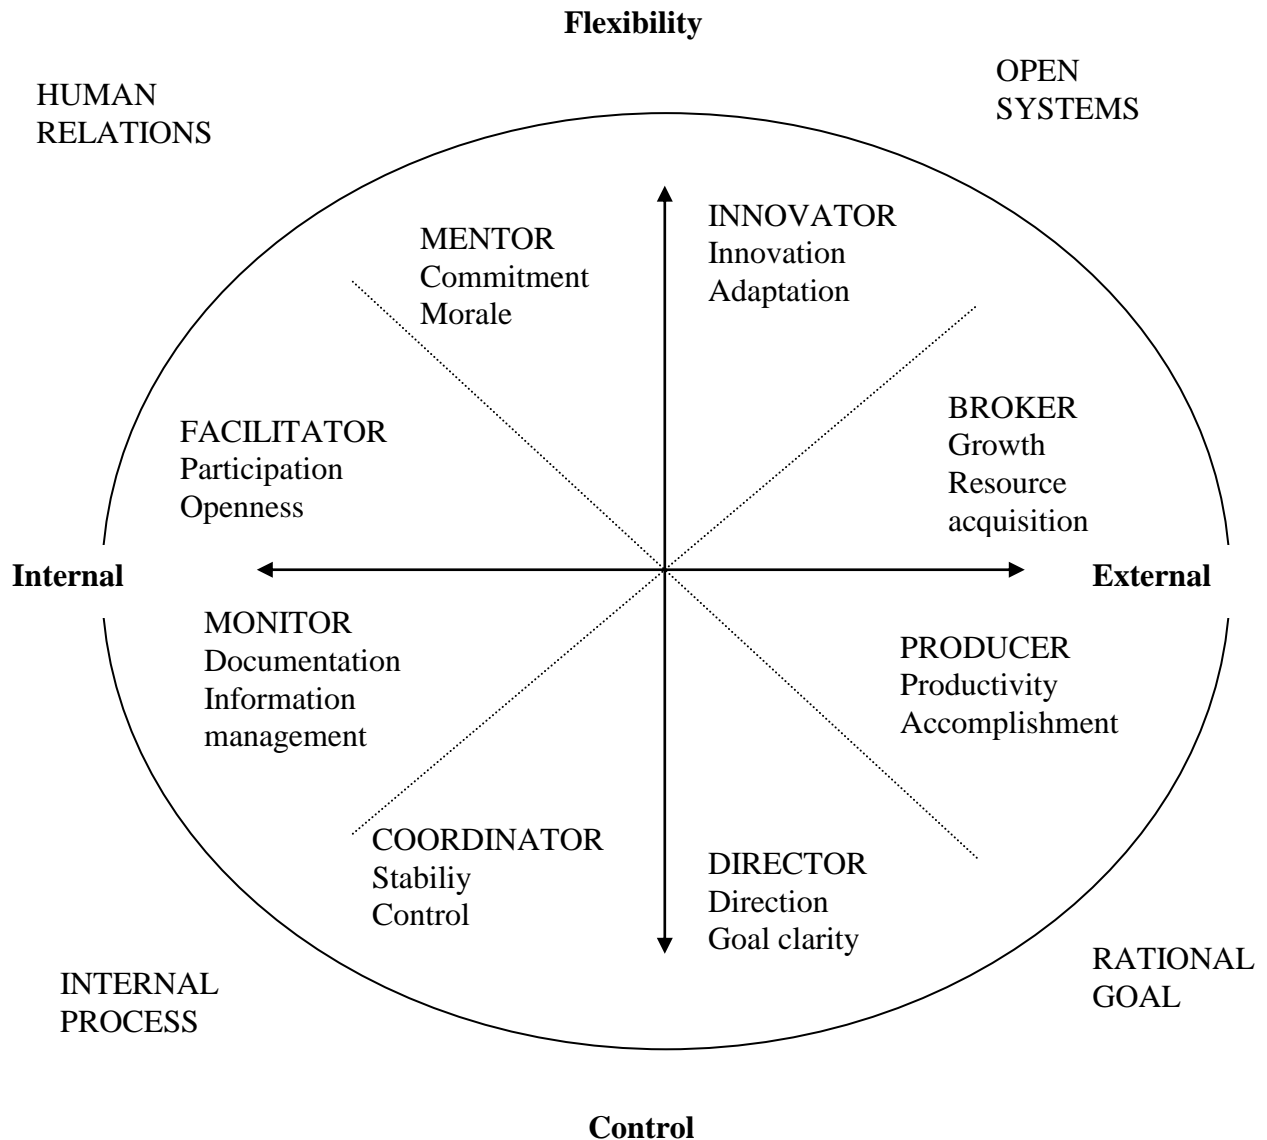 Flexibility
HUMAN
RELATIONS
OPEN
SYSTEMS
MENTOR
Commitment
Morale
INNOVATOR
Innovation
Adaptation
FACILITATOR
Participation
Openness
BROKER
Growth
Resource
acquisition
Internal
External
MONITOR
Documentation
Information
management
PRODUCER
Productivity
Accomplishment
COORDINATOR
Stabiliy
Control
DIRECTOR
Direction
Goal clarity
INTERNAL
PROCESS
RATIONAL
GOAL
Control